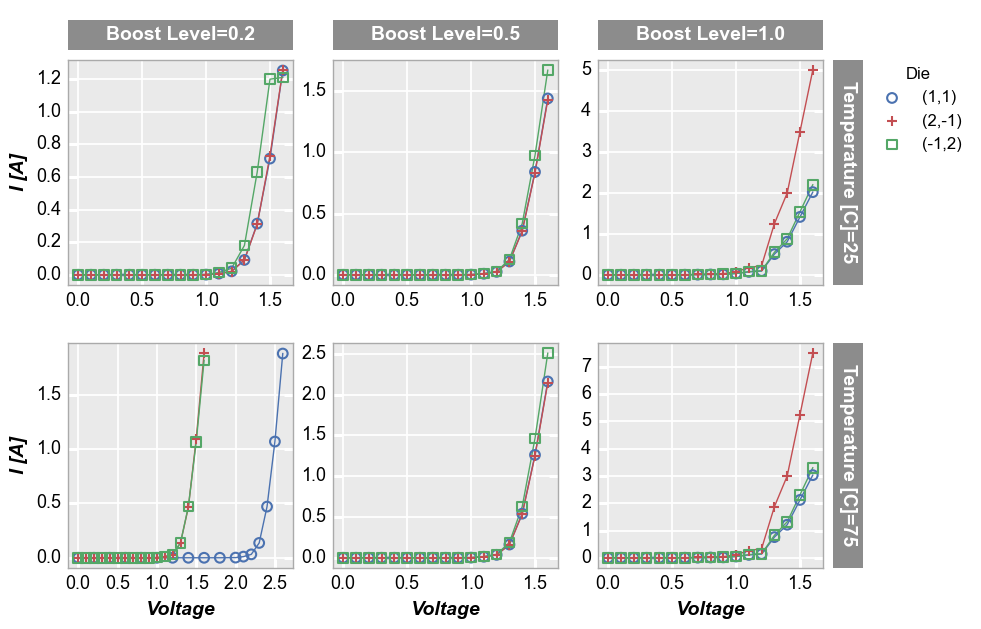 Boost Level=0.2 Boost Level=0.5 Boost Level=1.0
Die
(1,1)
(2,-1)
(-1,2)
I [A]
1.2
1.0
0.8
0.6
0.4
0.2
0.0
0.0 0.5 1.0 1.5
1.5
1.0
0.5
0.0
0.0 0.5 1.0 1.5
5
4
3
2
1
0
0.0 0.5 1.0 1.5
Temperature [C]=25
I [A]
1.5
1.0
0.5
0.0
0.0 0.5 1.0 1.5 2.0 2.5
Voltage
2.5
2.0
1.5
1.0
0.5
0.0
0.0 0.5 1.0 1.5
Voltage
7
6
5
4
3
2
1
0
0.0 0.5 1.0 1.5
Voltage
Temperature [C]=75